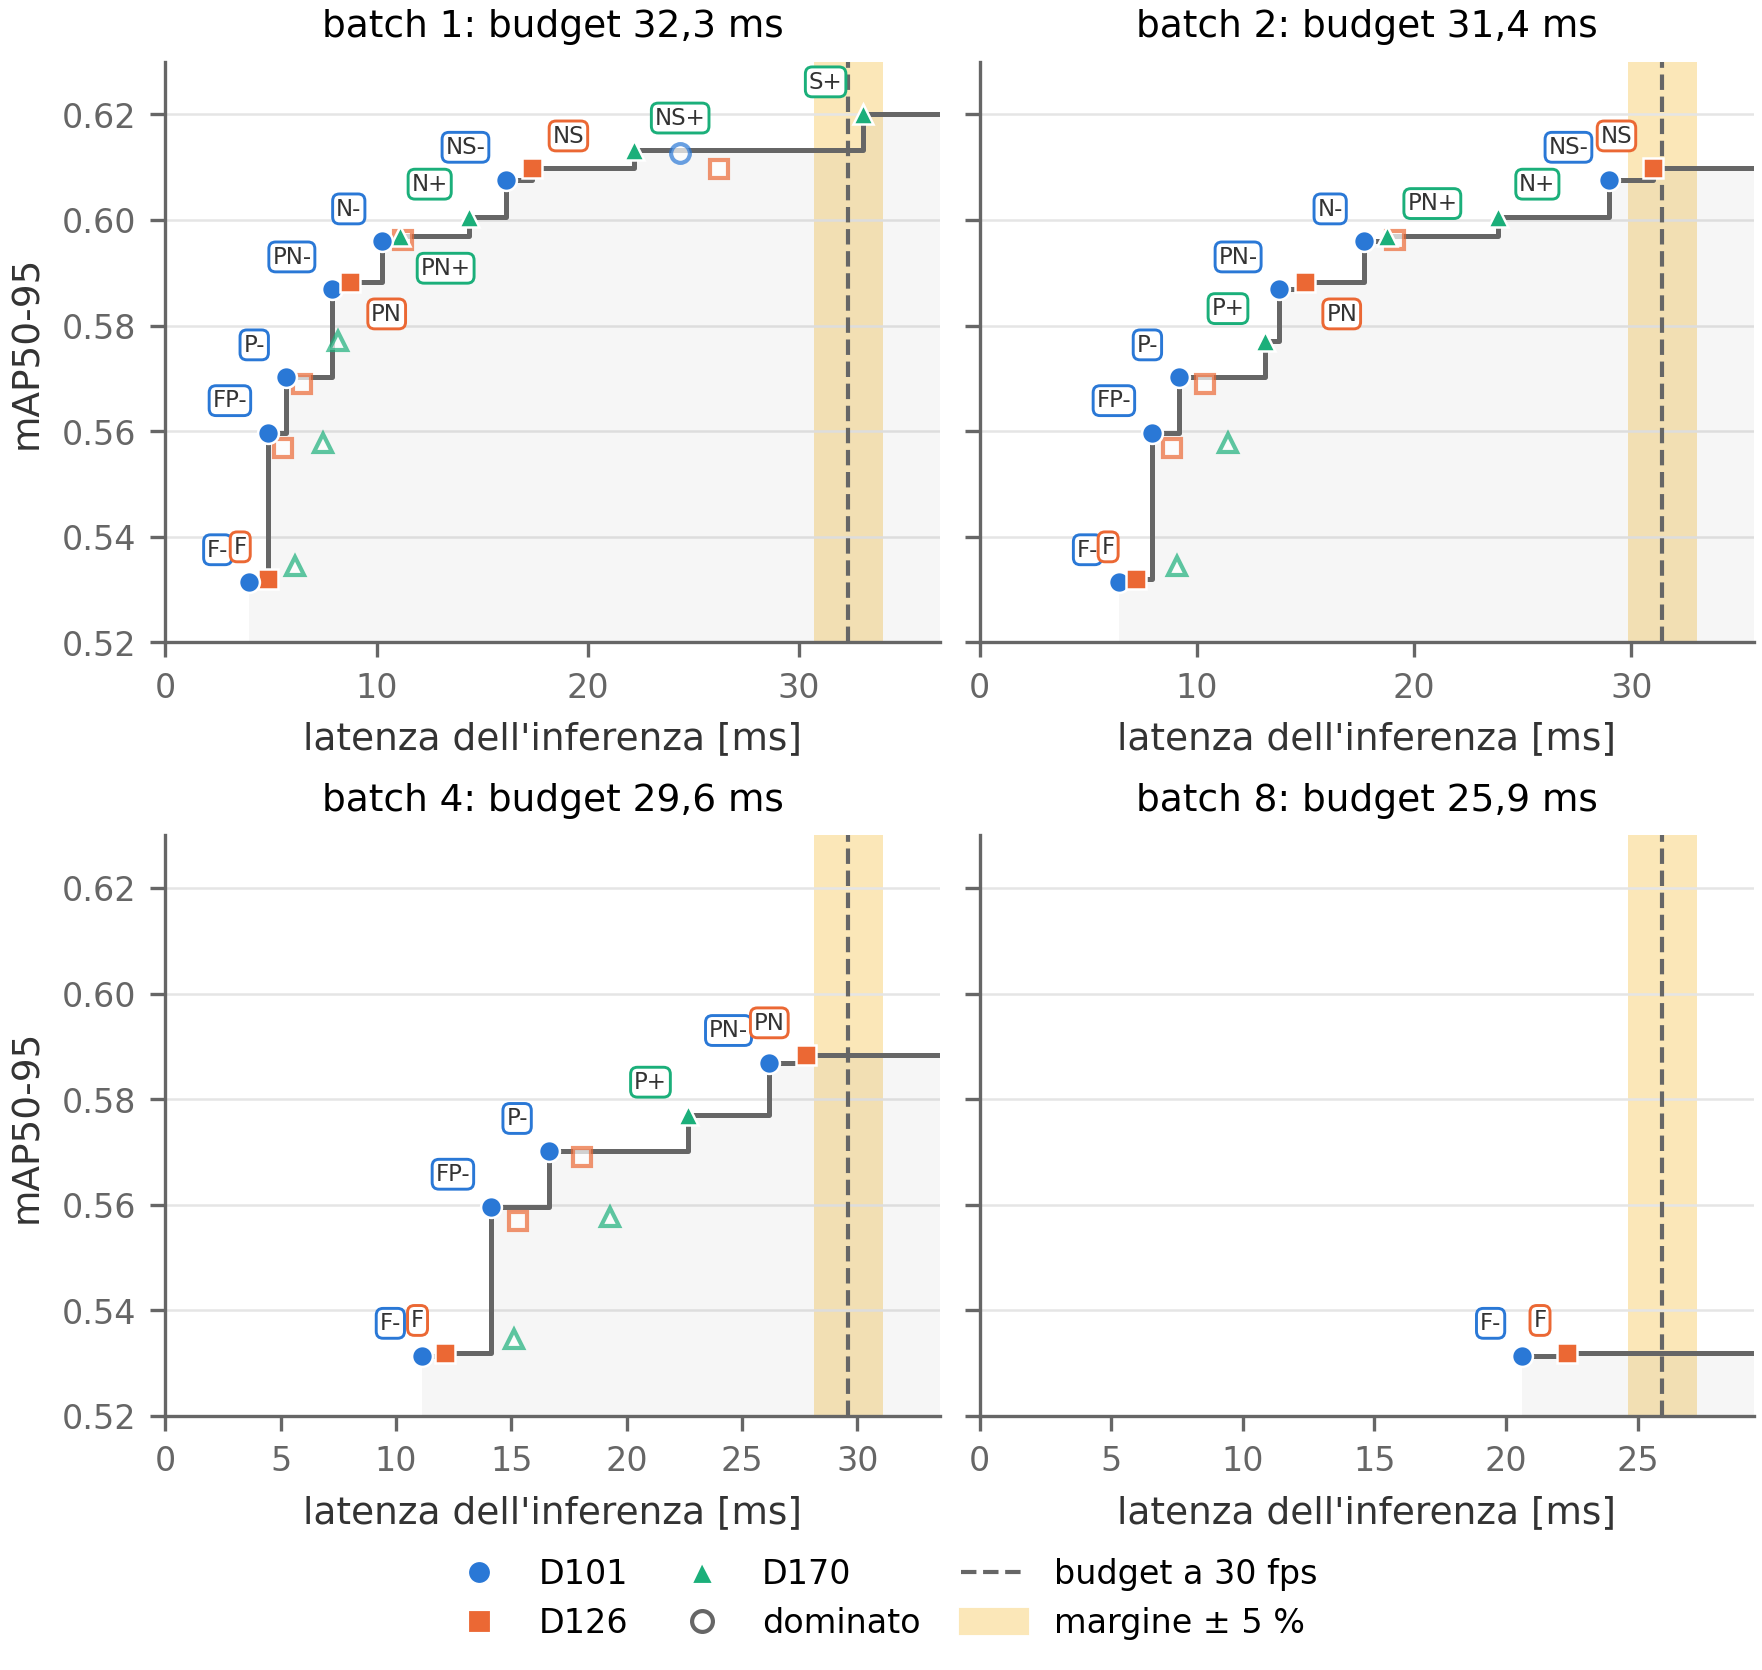 batch 1: budget 32,3 ms
mAP50-95
0.62
0.60
0.58
0.56
0.54
0.52
S+
NS+
NS
NS-
N+
N-
PN+
PN-
PN
P-
FP-
F-
F
0
10
20
30
latenza dell'inferenza [ms]
batch 2: budget 31,4 ms
NS
NS-
N+
PN+
N-
PN-
P+
PN
P-
FP-
F-
F
0
10
20
30
latenza dell'inferenza [ms]
batch 4: budget 29,6 ms
mAP50-95
0.62
0.60
0.58
0.56
0.54
0.52
PN-
PN
P+
P-
FP-
F-
F
0
5
10
15
20
25
30
latenza dell'inferenza [ms]
batch 8: budget 25,9 ms
F-
F
0
5
10
15
20
25
latenza dell'inferenza [ms]
D101
D126
D170
dominato
budget a 30 fps
margine ± 5 %